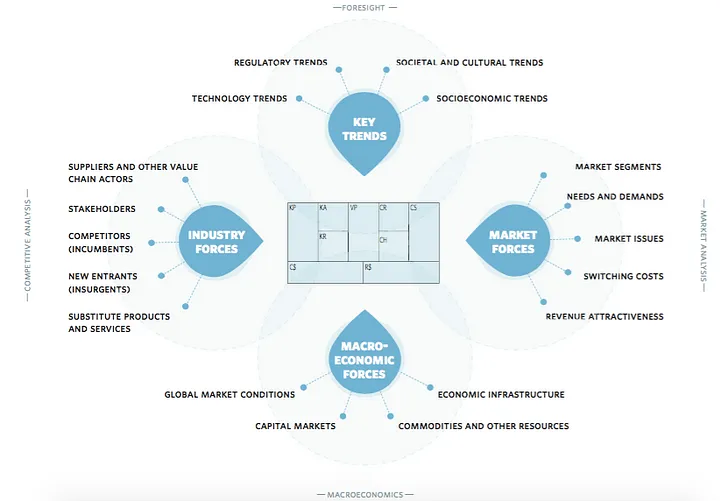 —FORESIGHT —
REGULATORY TRENDS
SOCIETAL AND CULTURAL TRENDS
TECHNOLOGY TRENDS
SOCIOECONOMIC TRENDS
KEY
TRENDS
SUPPLIERS AND OTHER VALUE
CHAIN ACTORS
STAKEHOLDERS
COMPETITORS
(INCUMBENTS)
NEW ENTRANTS
(INSURGENTS)
SUBSTITUTE PRODUCTS
AND SERVICES
INDUSTRY
FORCES
— COMPETITIVE ANALYSIS —
KP
KA
VP
CR
CS
KR
CH
C$
R$
MARKET
FORCES
MARKET SEGMENTS
NEEDS AND DEMANDS
MARKET ISSUES
SWITCHING COSTS
REVENUE ATTRACTIVENESS
— MARKET ANALYSIS —
MACRO-
ECONOMIC
FORCES
GLOBAL MARKET CONDITIONS
ECONOMIC INFRASTRUCTURE
CAPITAL MARKETS
COMMODITIES AND OTHER RESOURCES
— MACROECONOMICS —